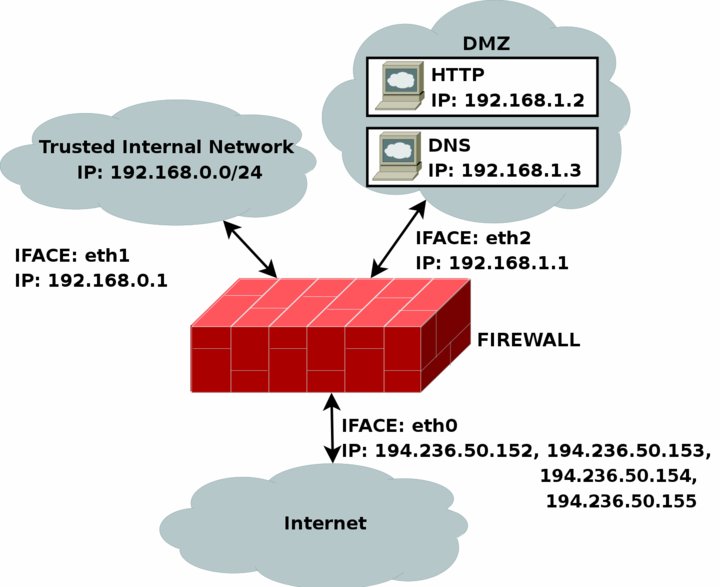 DMZ
HTTP
IP: 192.168.1.2
DNS
IP: 192.168.1.3
Trusted Internal Network
IP: 192.168.0.0/24
IFACE: eth1
IP: 192.168.0.1
IFACE: eth2
IP: 192.168.1.1
FIREWALL
IFACE: eth0
IP: 194.236.50.152, 194.236.50.153,
194.236.50.154,
194.236.50.155
Internet